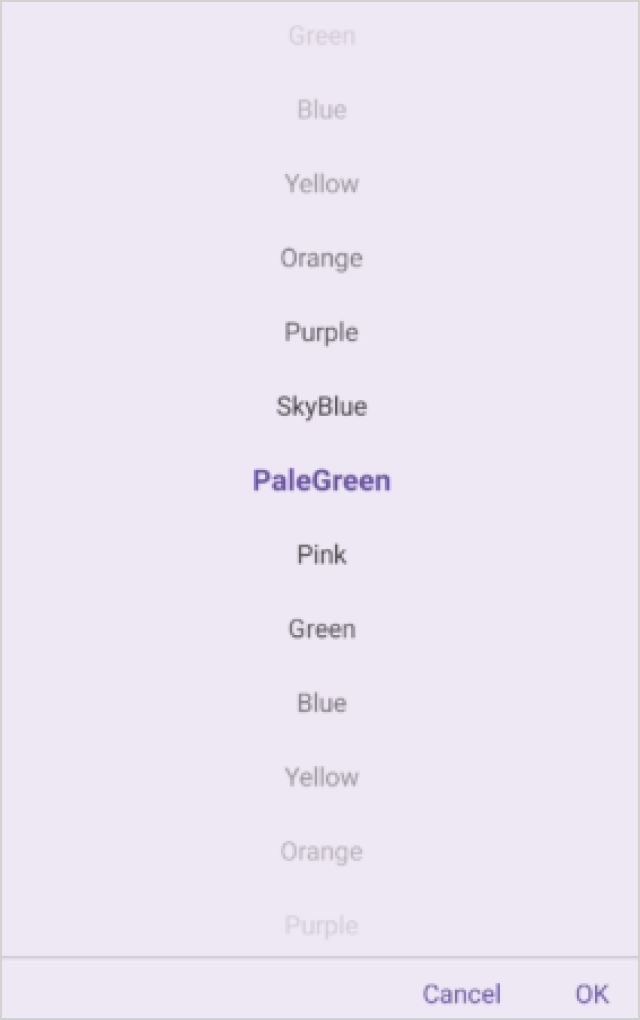 Green
Blue
Yellow
Orange
Purple
SkyBlue
PaleGreen
Pink
Green
Blue
Yellow
Orange
Purple
Cancel OK